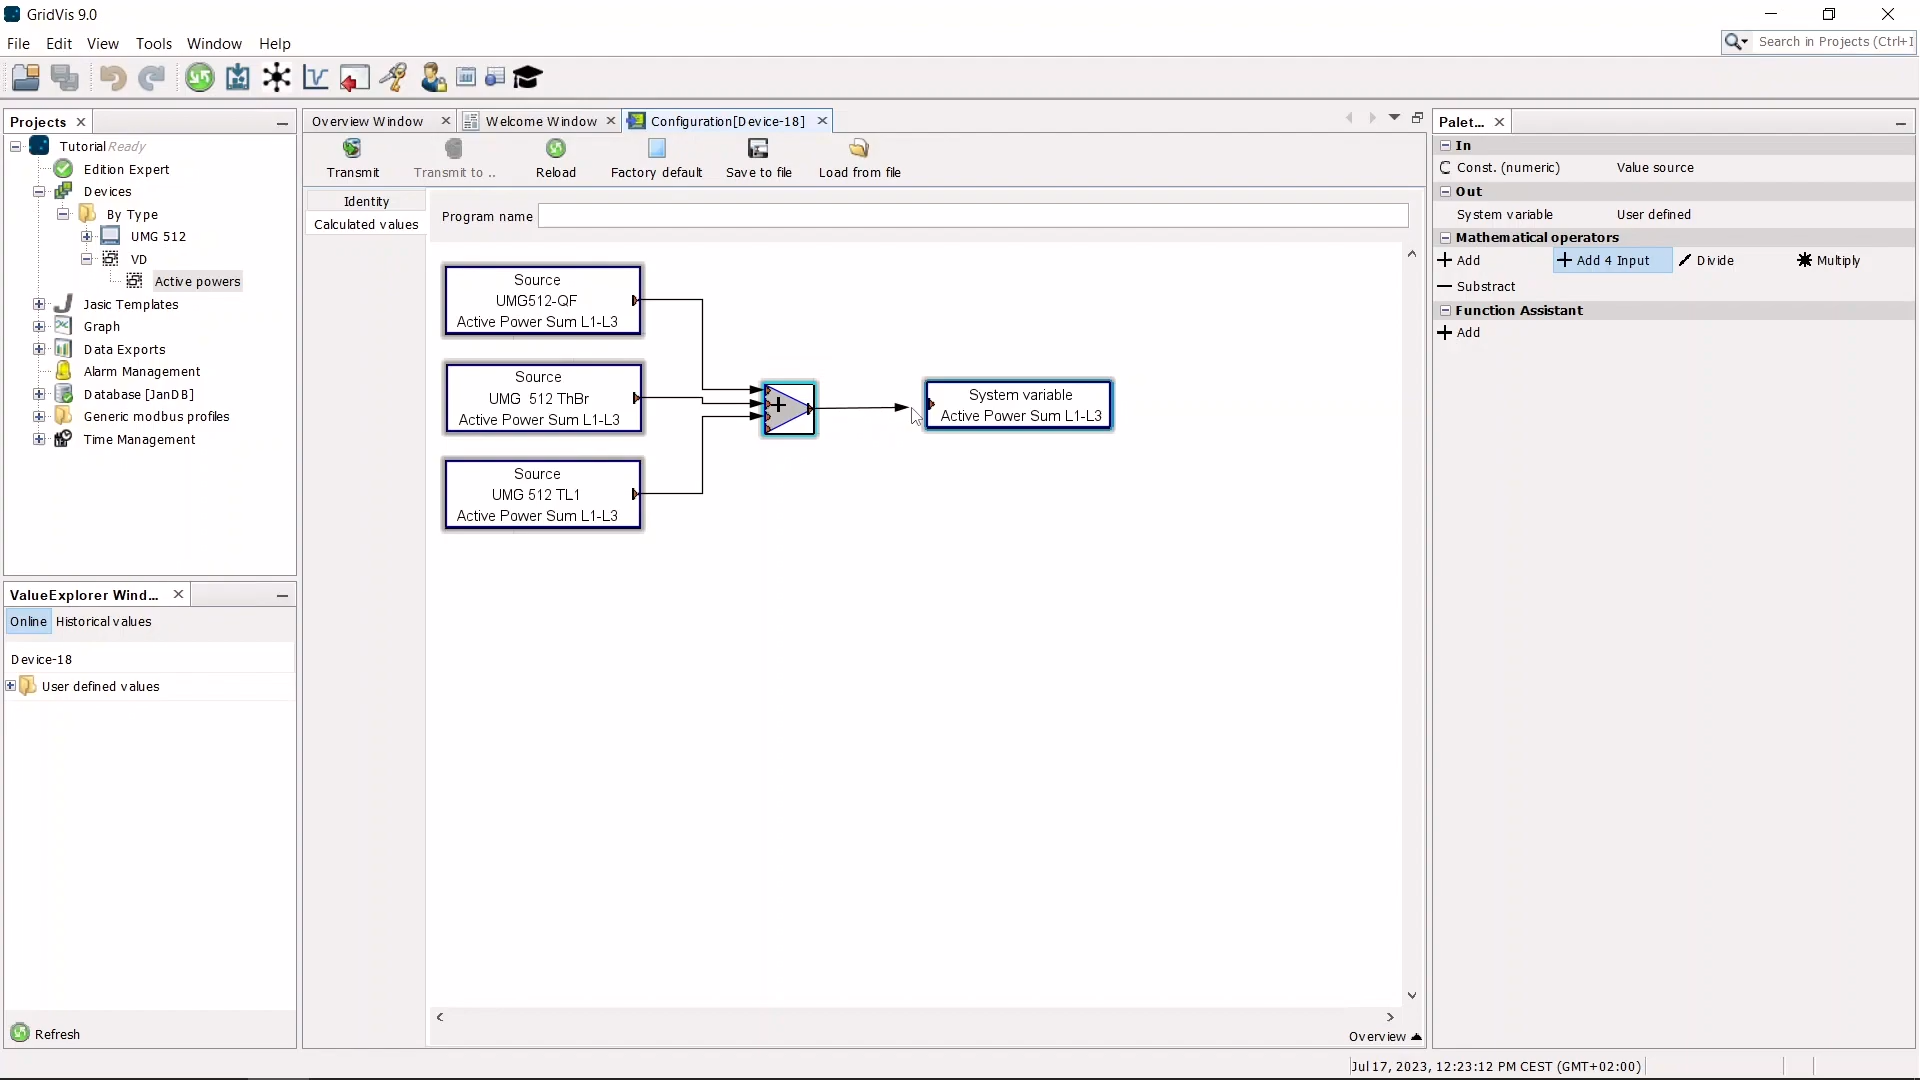 GridVis 9.0
File Edit View Tools Window Help
Search in Projects (Ctrl+I
Projects
Tutorial Ready
Edition Expert
Devices
By Type
UMG 512
VD
Active powers
Jasic Templates
Graph
Data Exports
Alarm Management
Database [JanDB]
Generic modbus profiles
Time Management
ValueExplorer Wind...
Online Historical values
Device-18
User defined values
Refresh
Overview Window Welcome Window Configuration[Device-18]
Transmit Transmit to .. Reload Factory default Save to file Load from file
Identity
Calculated values
Program name
Source
UMG512-QF
Active Power Sum L1-L3
Source
UMG 512 ThBr
Active Power Sum L1-L3
Source
UMG 512 TL1
Active Power Sum L1-L3
System variable
Active Power Sum L1-L3
Overview
Palet...
In
Const. (numeric) Value source
Out
System variable User defined
Mathematical operators
Add Add 4 Input Divide Multiply
Substract
Function Assistant
Add
Jul 17, 2023, 12:23:12 PM CEST (GMT+02:00)